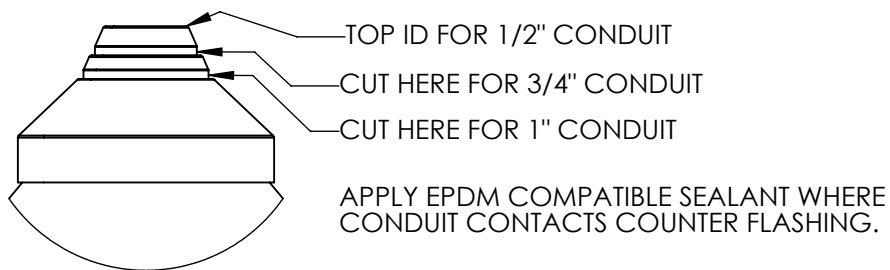 TOP ID FOR 1/2" CONDUIT
CUT HERE FOR 3/4" CONDUIT
CUT HERE FOR 1" CONDUIT
APPLY EPDM COMPATIBLE SEALANT WHERE
CONDUIT CONTACTS COUNTER FLASHING.